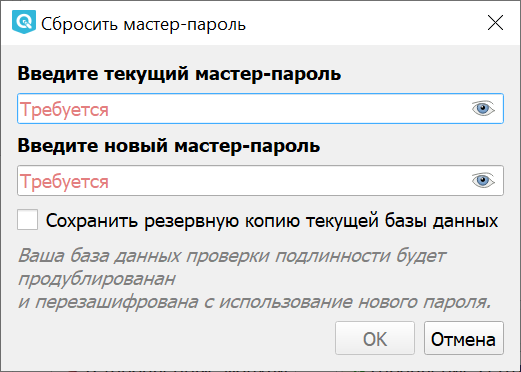 Сбросить мастер-пароль
Введите текущий мастер-пароль
Требуется
Введите новый мастер-пароль
Требуется
Сохранить резервную копию текущей базы данных
Ваша база данных проверки подлинности будет
продублированан
и перезашифрована с использование нового пароля.
OK
Отмена